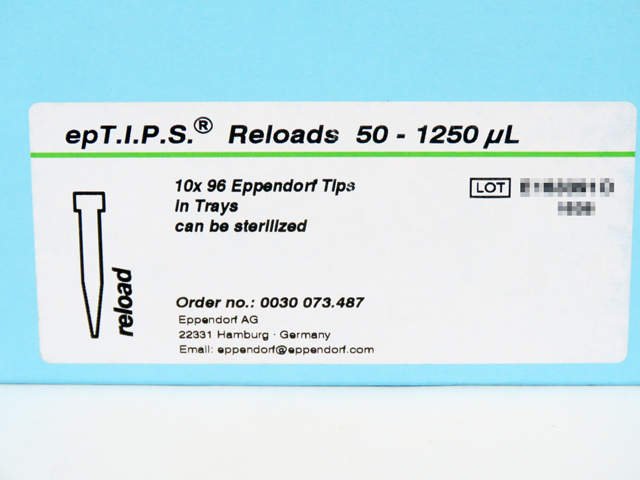 epT.I.P.S.® Reloads 50 - 1250 µL
10x 96 Eppendorf Tips
in Trays
can be sterilized
LOT
reload
Order no.: 0030 073.487
Eppendorf AG
22331 Hamburg · Germany
Email: eppendorf@eppendorf.com